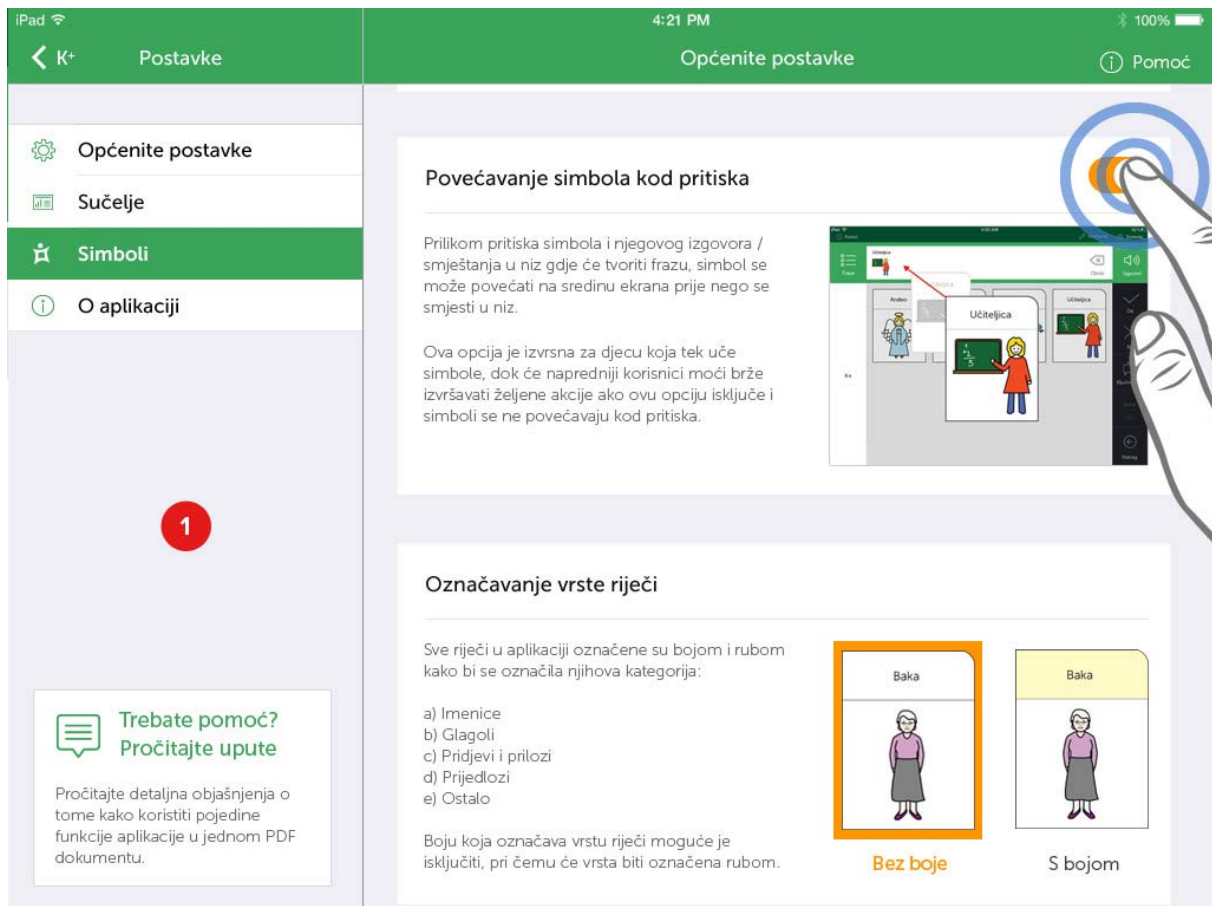 iPad
4:21 PM
100%
K+
Postavke
Općenite postavke
Pomoć
Općenite postavke
Sučelje
Simboli
O aplikaciji
1
Trebate pomoć?
Pročitajte upute
Pročitajte detaljna objašnjenja o
tome kako koristiti pojedine
funkcije aplikacije u jednom PDF
dokumentu.
Povećavanje simbola kod pritiska
Prilikom pritiska simbola i njegovog izgovora /
smještanja u niz gdje će tvoriti frazu, simbol se
može povećati na sredinu ekrana prije nego se
smjesti u niz.
Ova opcija je izvrsna za djecu koja tek uče
simbole, dok će napredniji korisnici moći brže
izvršavati željene akcije ako ovu opciju isključe i
simboli se ne povećavaju kod pritiska.
Učiteljica
Anđeo
Učiteljica
Učiteljica
Označavanje vrste riječi
Sve riječi u aplikaciji označene su bojom i rubom
kako bi se označila njihova kategorija:
a) Imenice
b) Glagoli
c) Pridjevi i prilozi
d) Prijedlozi
e) Ostalo
Boju koja označava vrstu riječi moguće je
isključiti, pri čemu će vrsta biti označena rubom.
Baka
Bez boje
Baka
S bojom